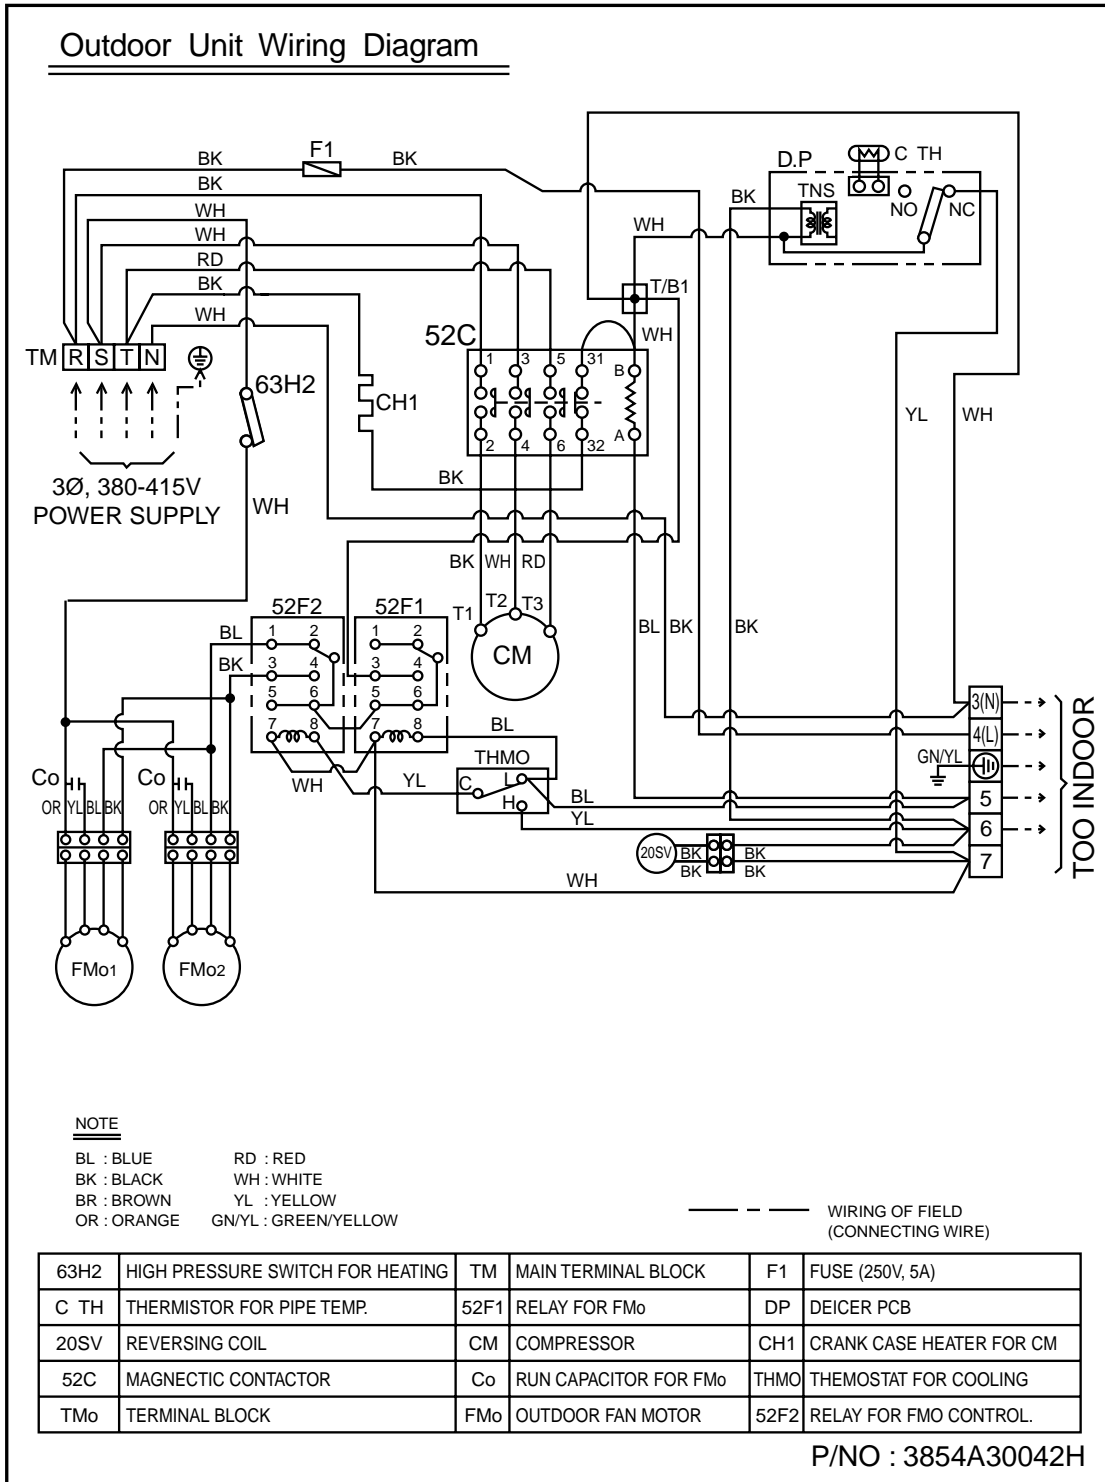 Outdoor Unit Wiring Diagram
BK F1 BK
BK
WH
WH
RD
BK
WH
TM R S T N
63H2
3Ø, 380-415V
POWER SUPPLY
WH
CH1
BK
52C
1 3 5 31 B
2 4 6 32 A
WH
T/B1
WH
D.P
C TH
TNS
NO NC
BK
YL WH
BK WH RD
T1 T2 T3
CM
BL BK BK
52F2 52F1
BL
BK
1 2 1 2
3 4 3 4
5 6 5 6
7 8 7 8
WH
YL
BL
THMO
C L
H
BL
YL
WH
20SV
BK BK
BK BK
3(N)
4(L)
GN/YL
5
6
7
TOO INDOOR
Co Co
OR YL BL BK OR YL BL BK
FMo1 FMo2
NOTE
BL : BLUE RD : RED
BK : BLACK WH : WHITE
BR : BROWN YL : YELLOW
OR : ORANGE GN/YL : GREEN/YELLOW
WIRING OF FIELD
(CONNECTING WIRE)
63H2 HIGH PRESSURE SWITCH FOR HEATING TM MAIN TERMINAL BLOCK F1 FUSE (250V, 5A)
C TH THERMISTOR FOR PIPE TEMP. 52F1 RELAY FOR FMo DP DEICER PCB
20SV REVERSING COIL CM COMPRESSOR CH1 CRANK CASE HEATER FOR CM
52C MAGNECTIC CONTACTOR Co RUN CAPACITOR FOR FMo THMO THEMOSTAT FOR COOLING
TMo TERMINAL BLOCK FMo OUTDOOR FAN MOTOR 52F2 RELAY FOR FMO CONTROL.
P/NO : 3854A30042H